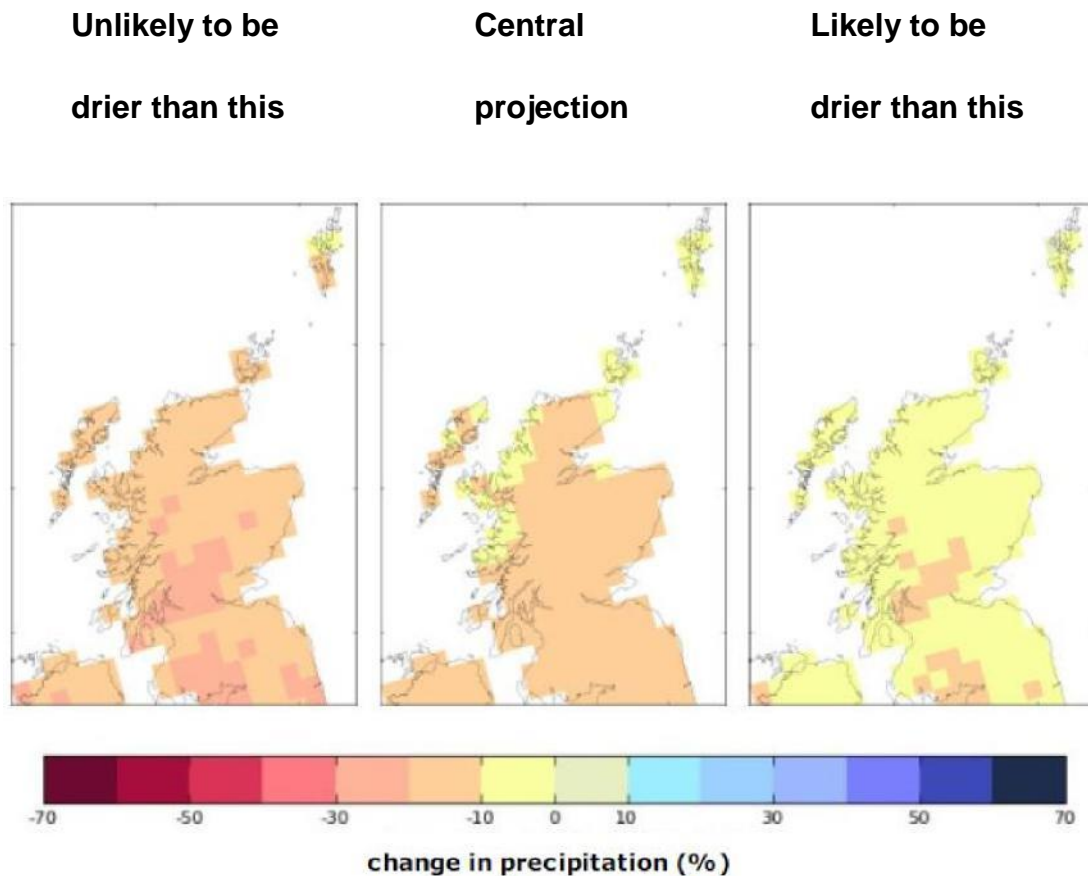 Unlikely to be
drier than this
Central
projection
Likely to be
drier than this
-70 -50 -30 -10 0 10 30 50 70
change in precipitation (%)